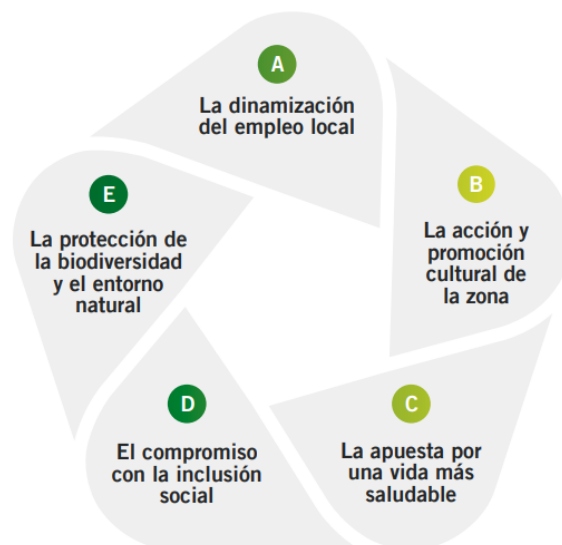 A
La dinamización
del empleo local
B
La acción y
promoción
cultural de
la zona
C
La apuesta por
una vida más
saludable
D
El compromiso
con la inclusión
social
E
La protección de
la biodiversidad
y el entorno
natural